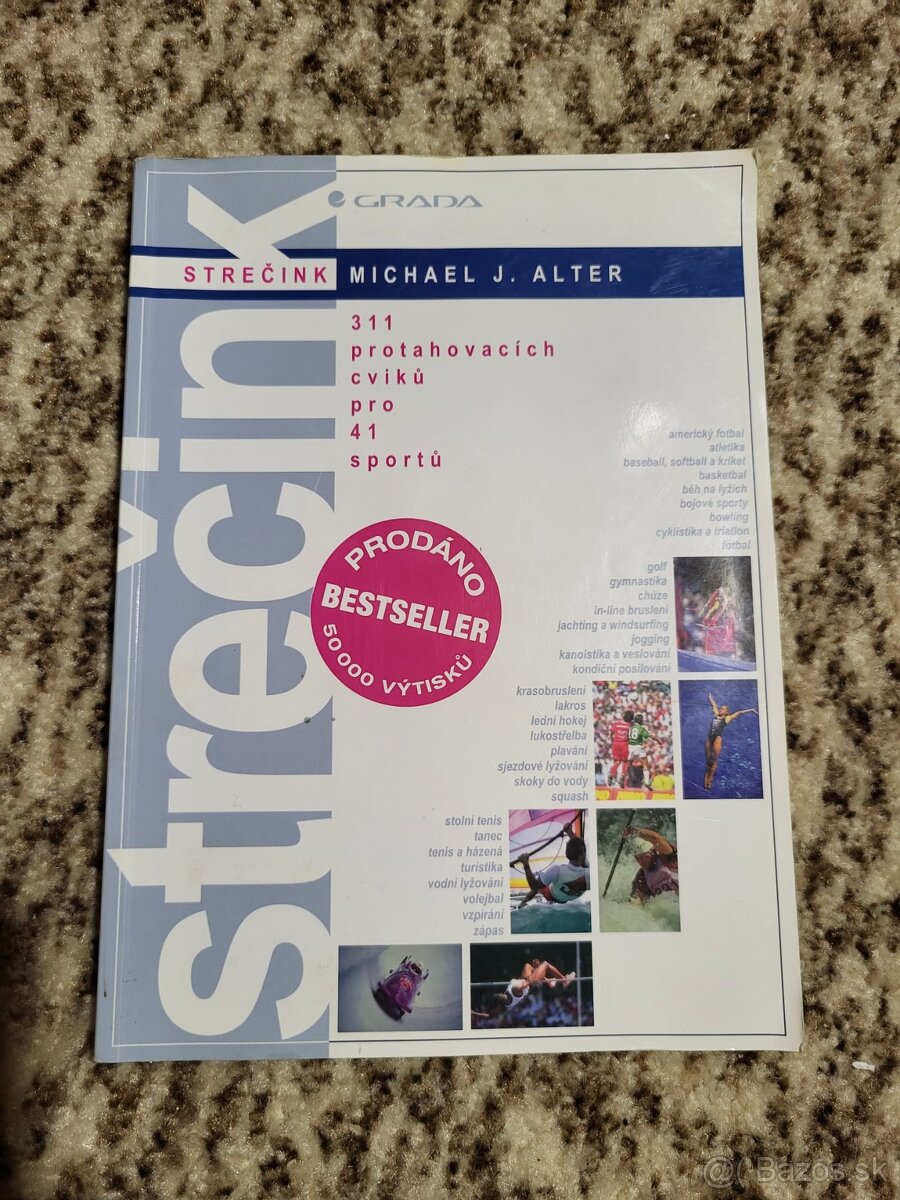 strečink
GRADA
STREČINK MICHAEL J. ALTER
311
protahovacích
cviků
pro
41
sportů
americký fotbal
atletika
baseball, softball a kriket
basketbal
běh na lyžích
bojové sporty
bowling
cyklistika a triatlon
fotbal
golf
gymnastika
chůze
in-line bruslení
jachting a windsurfing
jogging
kanoistika a veslování
kondiční posilování
krasobruslení
lakros
lední hokej
lukostřelba
plavání
sjezdové lyžování
skoky do vody
squash
stolní tenis
tanec
tenis a házená
turistika
vodní lyžování
volejbal
vzpírání
zápas
PRODÁNO
BESTSELLER
50 000 VÝTISKŮ
18
@ Bazos.sk